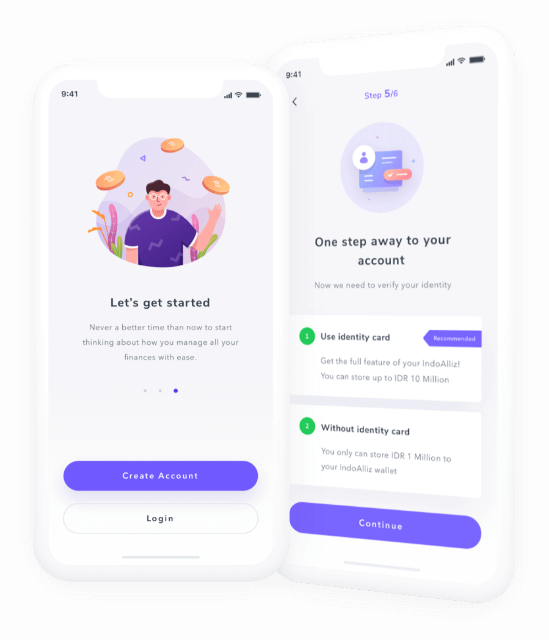 9:41
Let's get started
Never a better time than now to start
thinking about how you manage all your
finances with ease.
Create Account
Login
9:41
Step 5/6
One step away to your
account
Now we need to verify your identity
1 Use identity card Recommended
Get the full feature of your IndoAlliz!
You can store up to IDR 10 Million
2 Without identity card
You only can store IDR 1 Million to
your IndoAlliz wallet
Continue